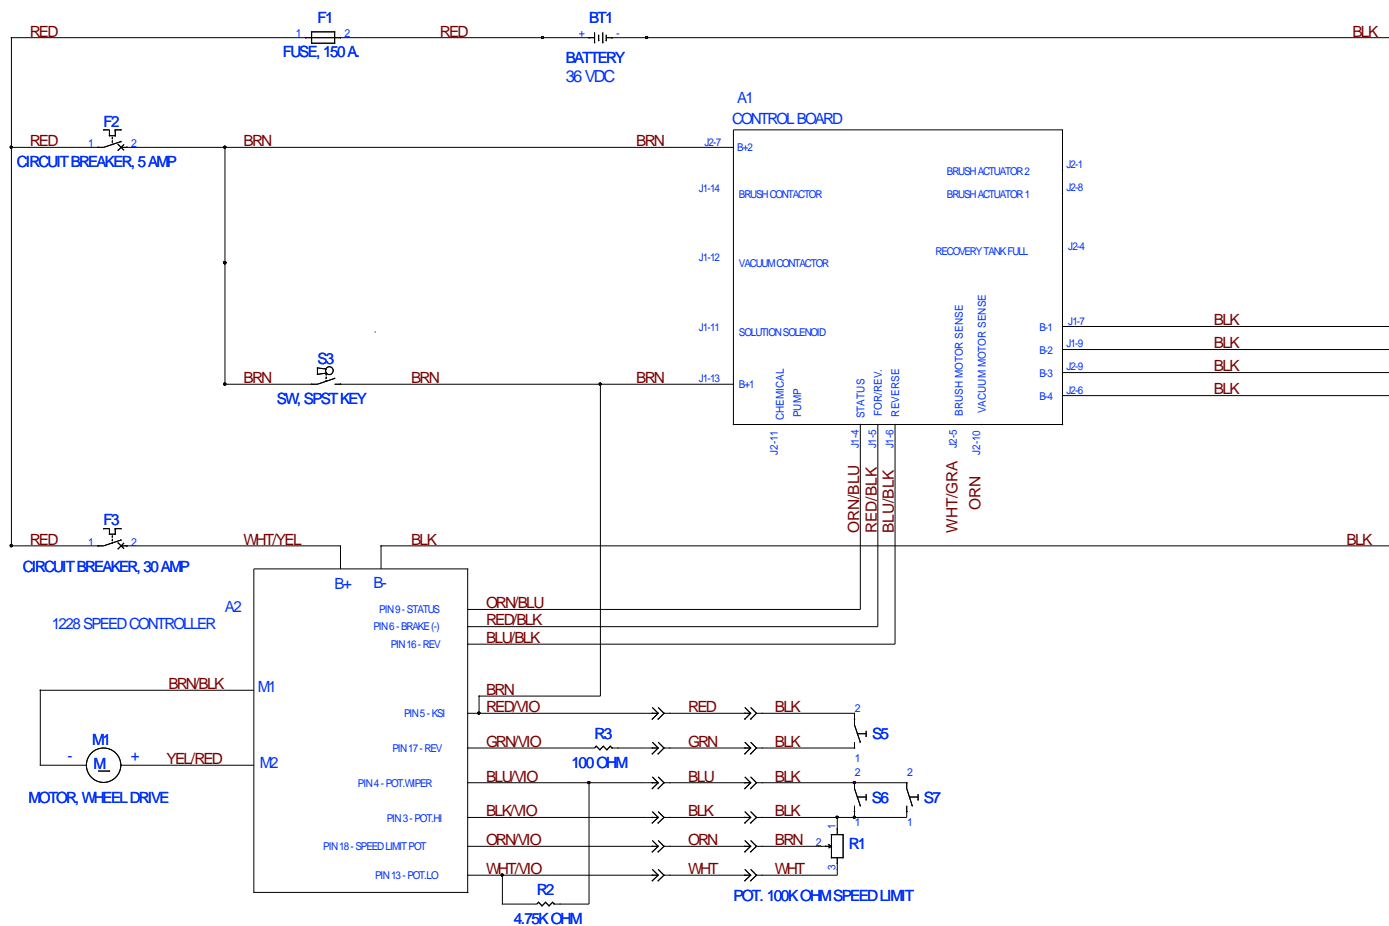 RED
F1
1
2
FUSE, 150 A.
RED
BT1
+
-
BATTERY
36 VDC
BLK
A1
CONTROL BOARD
F2
RED
1
2
CIRCUIT BREAKER, 5 AMP
BRN
BRN
J2-7
B+2
BRUSH ACTUATOR 2
J2-1
J1-14
BRUSH CONTACTOR
BRUSH ACTUATOR 1
J2-8
RECOVERY TANK FULL
J2-4
J1-12
VACUUM CONTACTOR
J1-11
SOLUTION SOLENOID
BRUSH MOTOR SENSE
VACUUM MOTOR SENSE
B-1
J1-7
BLK
B-2
J1-9
BLK
B-3
J2-9
BLK
B-4
J2-6
BLK
S3
BRN
BRN
SW, SPST KEY
BRN
J1-13
B+1
CHEMICAL
PUMP
STATUS
FOR/REV.
REVERSE
J2-11
J1-4
J1-5
J1-6
J2-5
J2-10
ORN/BLU
RED/BLK
BLU/BLK
WHT/GRA
ORN
F3
RED
1
2
CIRCUIT BREAKER, 30 AMP
WHT/YEL
BLK
BLK
B+
B-
A2
1228 SPEED CONTROLLER
PIN 9 - STATUS
ORN/BLU
PIN 6 - BRAKE (-)
RED/BLK
PIN 16 - REV
BLU/BLK
BRN/BLK
M1
BRN
PIN 5 - KSI
RED/VIO
RED
BLK
2
S5
1
PIN 17 - REV
GRN/VIO
R3
100 OHM
GRN
BLK
M1
-
M
+
YEL/RED
M2
MOTOR, WHEEL DRIVE
PIN 4 - POT.WIPER
BLU/VIO
BLU
BLK
2
2
S6
S7
1
1
PIN 3 - POT.HI
BLK/VIO
BLK
BLK
1
PIN 18 - SPEED LIMIT POT
ORN/VIO
ORN
BRN
2
R1
3
PIN 13 - POT.LO
WHT/VIO
WHT
WHT
R2
4.75K OHM
POT. 100K OHM SPEED LIMIT